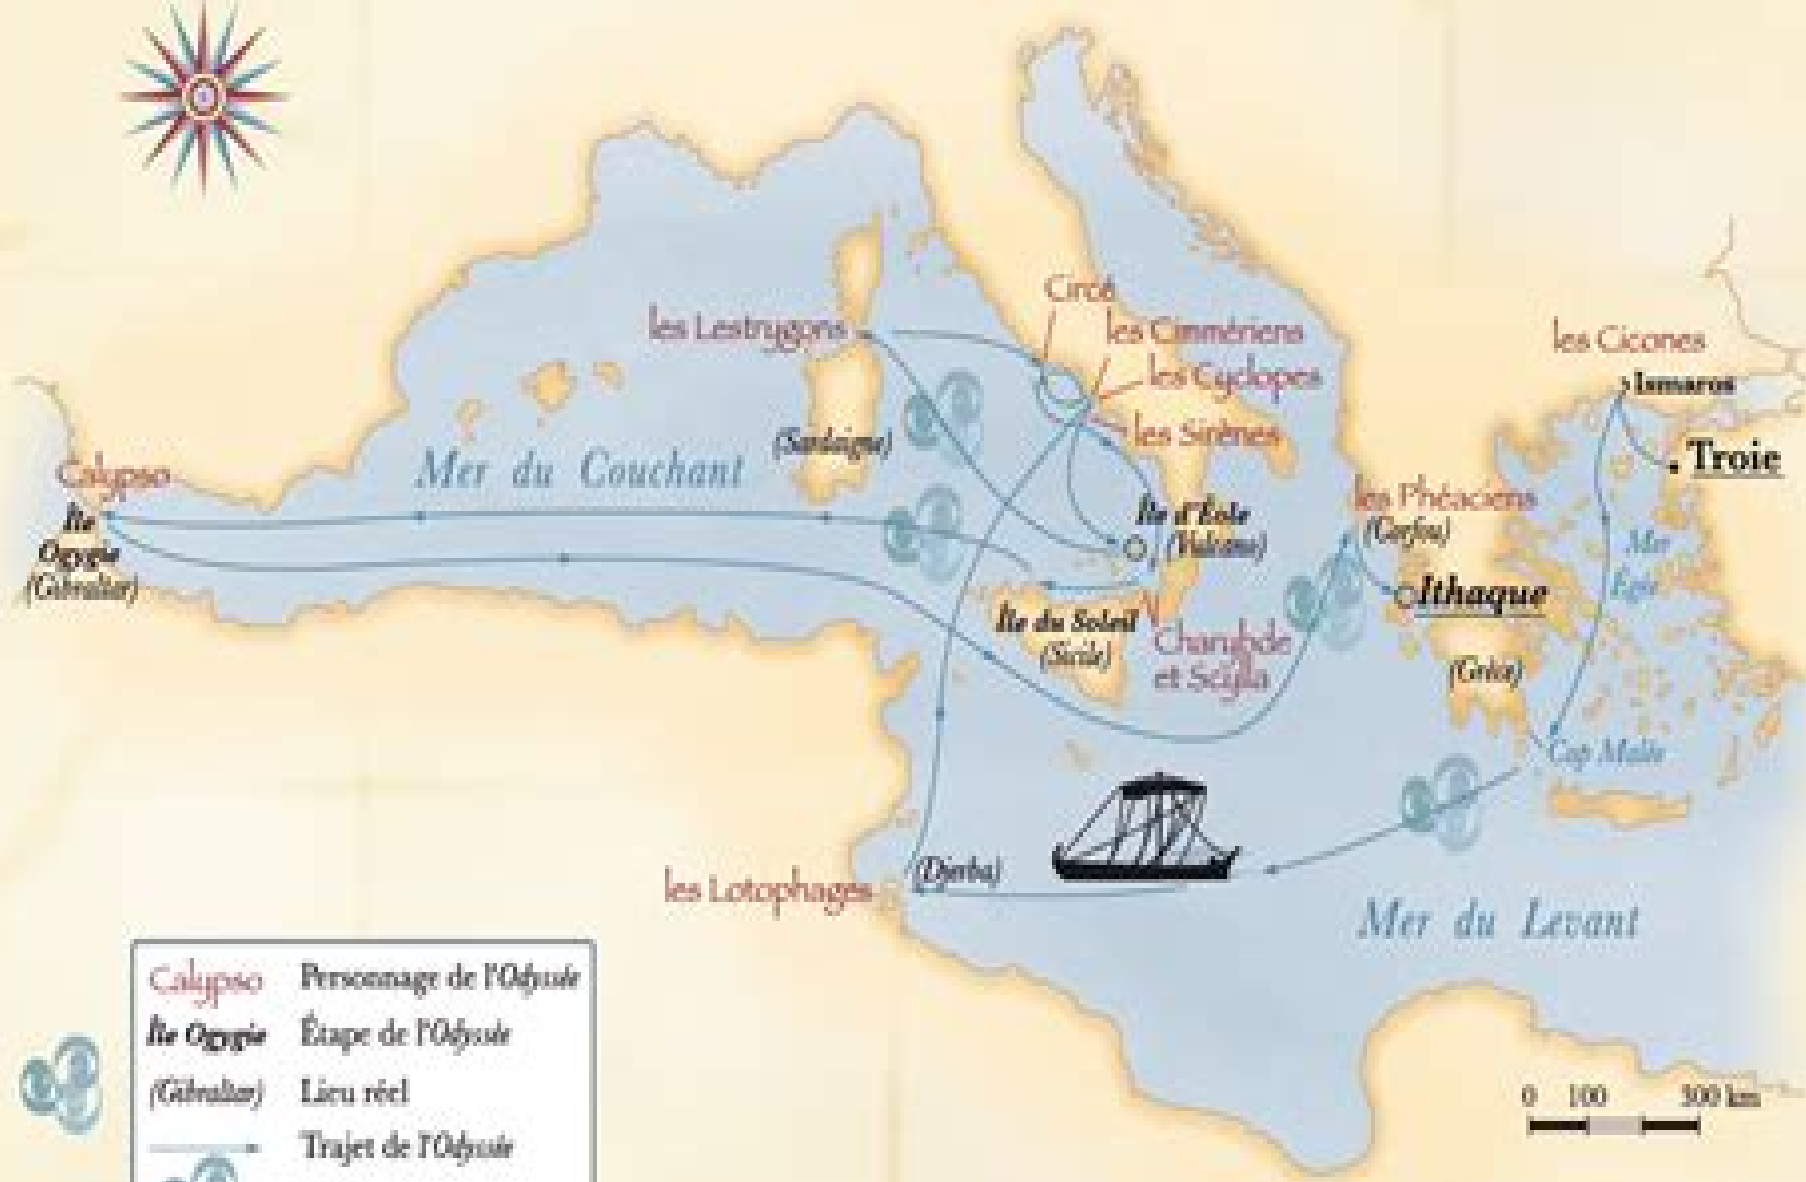 Circé
les Lestrygons
les Cimmériens
les Cyclopes
les Sirènes
les Cicones
Ismaros
Troie
(Sardaigne)
Mer du Couchant
Calypso
Île
Ogygie
(Gibraltar)
Île d'Éole
(Vulcano)
les Phéaciens
(Corfou)
Ithaque
Mer
Égée
Île du Soleil
(Sicile)
Charybde
et Scylla
(Grèce)
Cap Malée
les Lotophages
(Djerba)
Mer du Levant
Calypso Personnage de l'Odyssée
Île Ogygie Étape de l'Odyssée
(Gibraltar) Lieu réel
Trajet de l'Odyssée
0 100 300 km